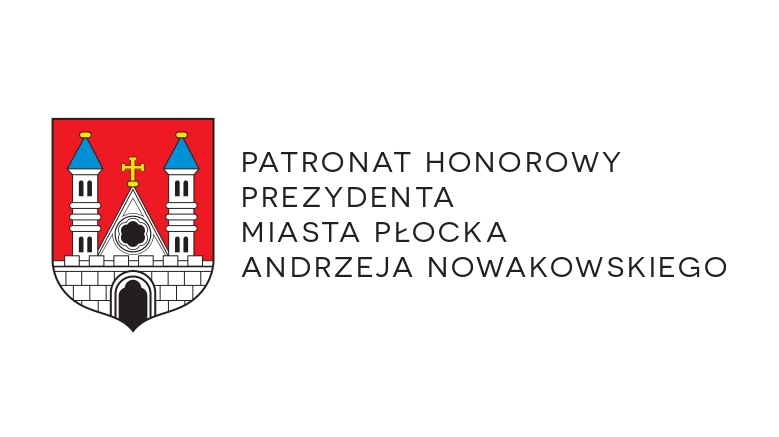 PATRONAT HONOROWY
PREZYDENTA
MIASTA PŁOCKA
ANDRZEJA NOWAKOWSKIEGO